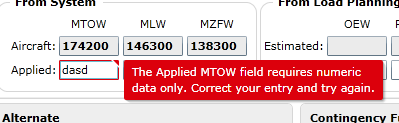 From System
From Load Planning
MTOW MLW MZFW OEW
Aircraft: 174200 146300 138300 Estimated:
Applied: dasd
The Applied MTOW field requires numeric
data only. Correct your entry and try again.
Alternate
Contingency